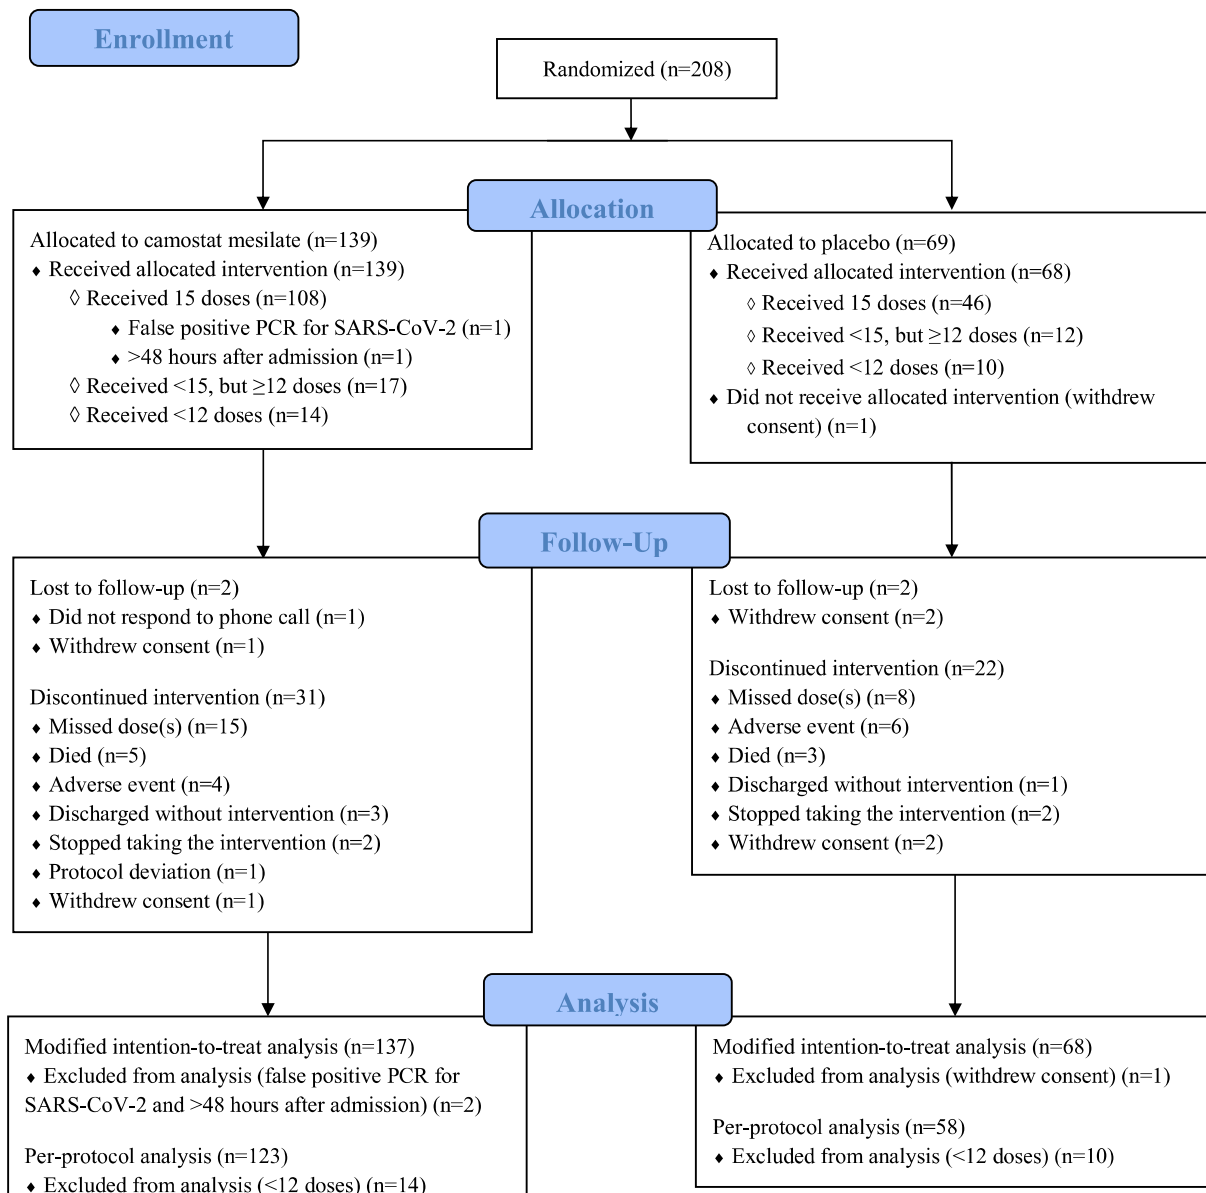 Enrollment
Randomized (n=208)
Allocation
Allocated to camostat mesilate (n=139)
♦ Received allocated intervention (n=139)
◊ Received 15 doses (n=108)
♦ False positive PCR for SARS-CoV-2 (n=1)
♦ >48 hours after admission (n=1)
◊ Received <15, but ≥12 doses (n=17)
◊ Received <12 doses (n=14)
Allocated to placebo (n=69)
♦ Received allocated intervention (n=68)
◊ Received 15 doses (n=46)
◊ Received <15, but ≥12 doses (n=12)
◊ Received <12 doses (n=10)
♦ Did not receive allocated intervention (withdrew
consent) (n=1)
Follow-Up
Lost to follow-up (n=2)
♦ Did not respond to phone call (n=1)
♦ Withdrew consent (n=1)
Discontinued intervention (n=31)
♦ Missed dose(s) (n=15)
♦ Died (n=5)
♦ Adverse event (n=4)
♦ Discharged without intervention (n=3)
♦ Stopped taking the intervention (n=2)
♦ Protocol deviation (n=1)
♦ Withdrew consent (n=1)
Lost to follow-up (n=2)
♦ Withdrew consent (n=2)
Discontinued intervention (n=22)
♦ Missed dose(s) (n=8)
♦ Adverse event (n=6)
♦ Died (n=3)
♦ Discharged without intervention (n=1)
♦ Stopped taking the intervention (n=2)
♦ Withdrew consent (n=2)
Analysis
Modified intention-to-treat analysis (n=137)
♦ Excluded from analysis (false positive PCR for
SARS-CoV-2 and >48 hours after admission) (n=2)
Per-protocol analysis (n=123)
♦ Excluded from analysis (<12 doses) (n=14)
Modified intention-to-treat analysis (n=68)
♦ Excluded from analysis (withdrew consent) (n=1)
Per-protocol analysis (n=58)
♦ Excluded from analysis (<12 doses) (n=10)